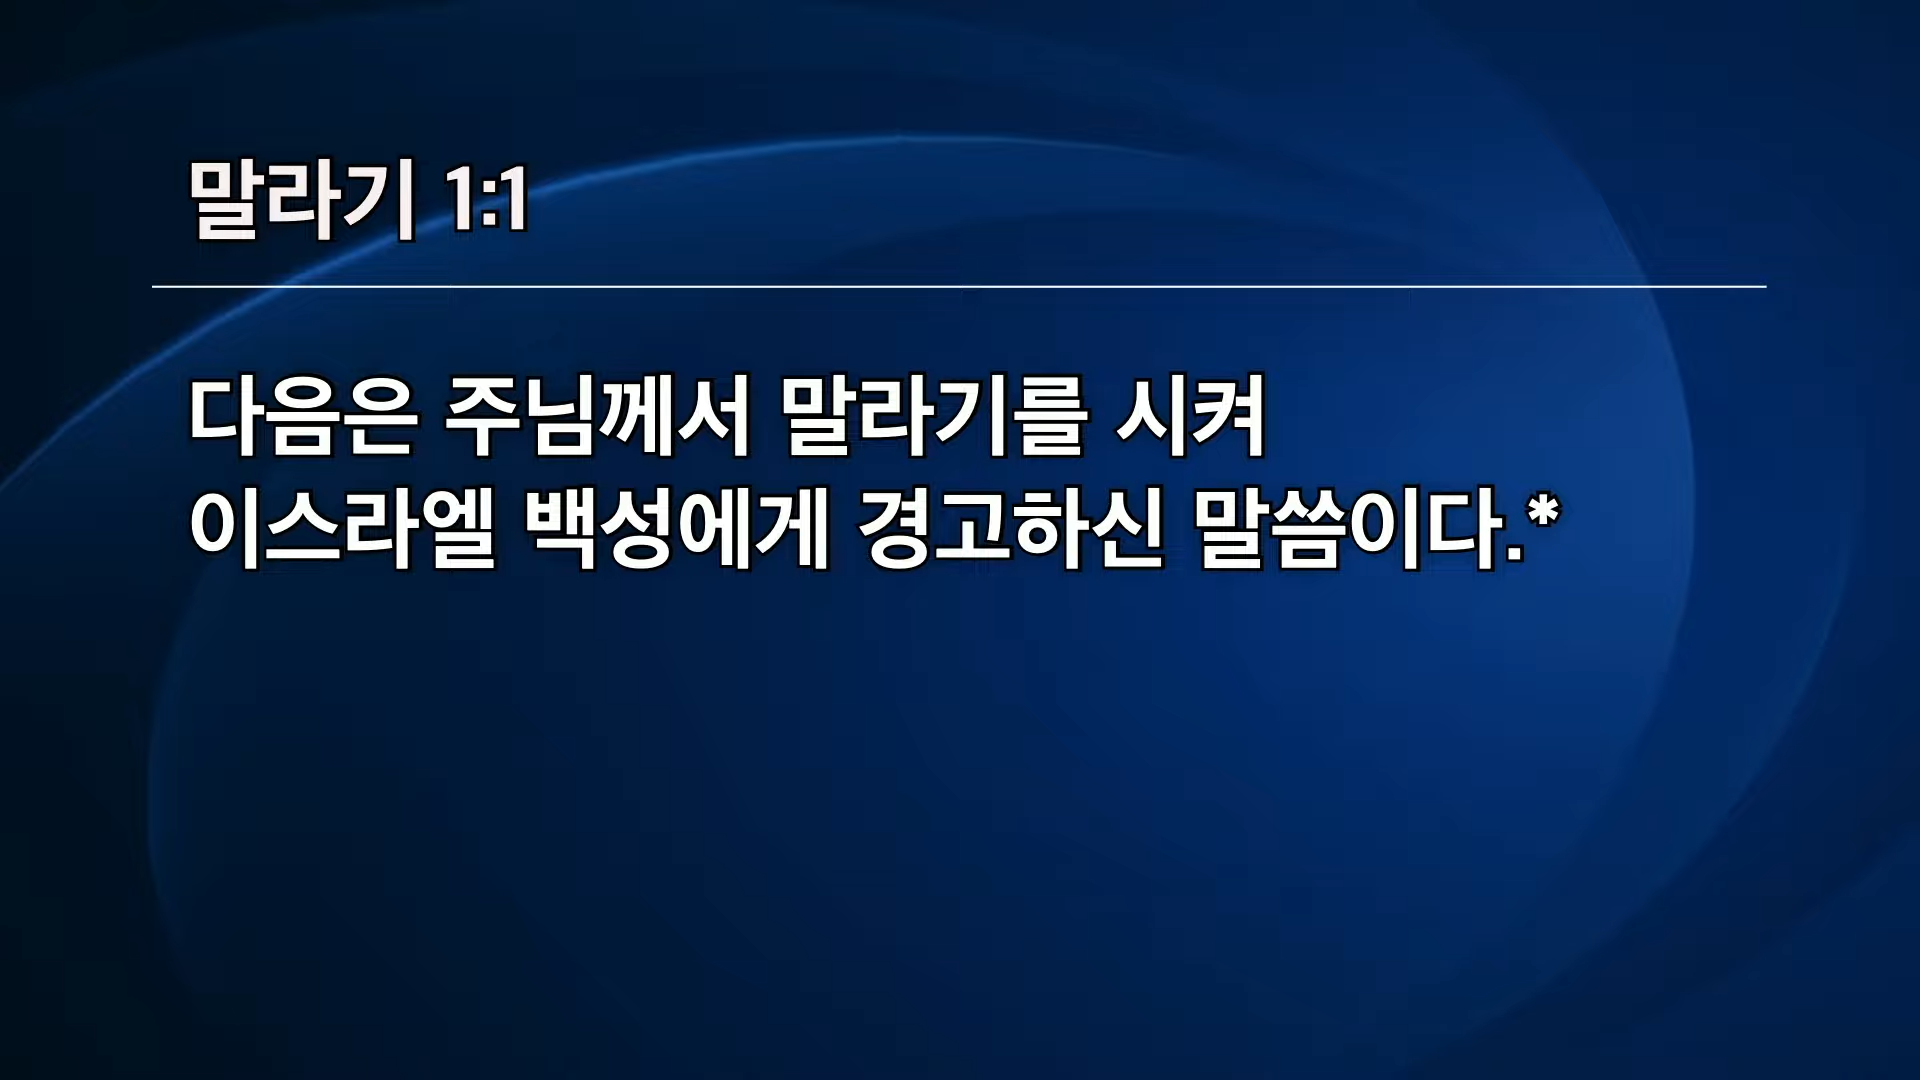 말라기 1:1
다음은 주님께서 말라기를 시켜
이스라엘 백성에게 경고하신 말씀이다.*